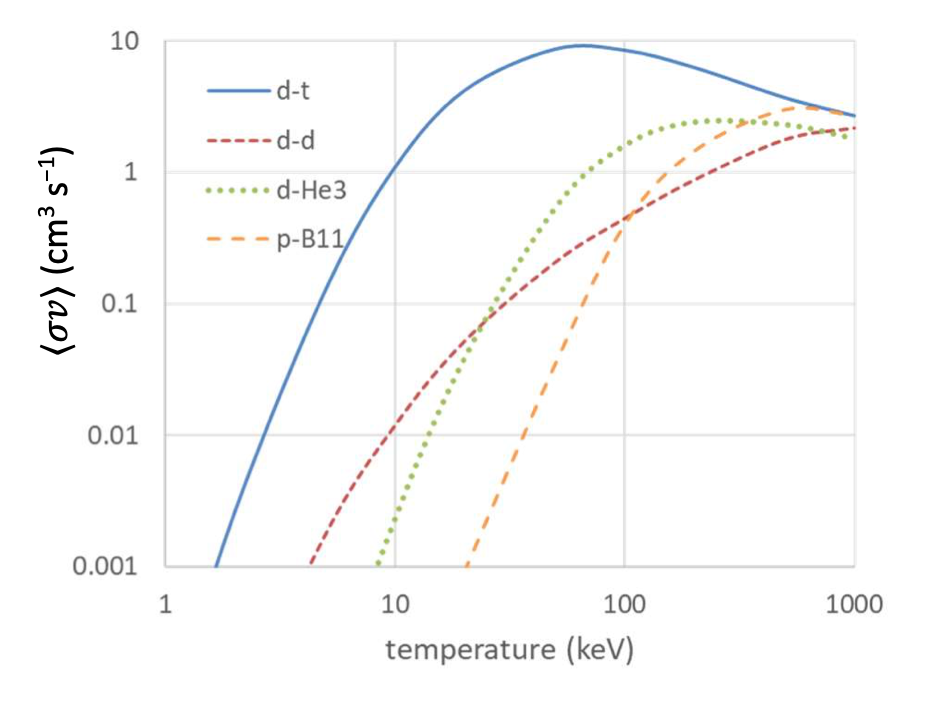 10
1
0.1
0.01
0.001
⟨σv⟩ (cm³ s⁻¹)
d-t
d-d
d-He3
p-B11
1 10 100 1000
temperature (keV)